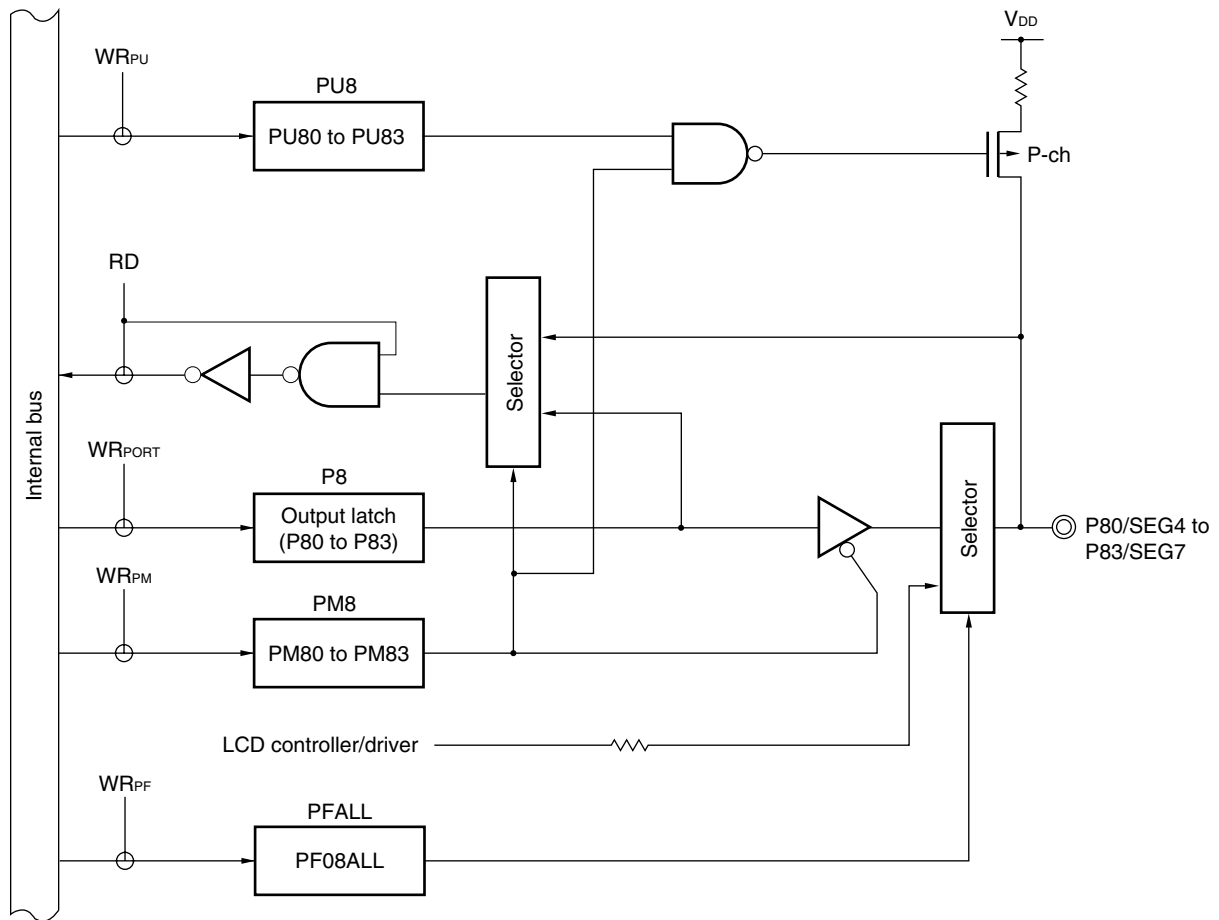 VDD
WRPU
PU8
PU80 to PU83
P-ch
RD
Selector
Internal bus
WRPORT
P8
Output latch
(P80 to P83)
Selector
P80/SEG4 to
P83/SEG7
WRPM
PM8
PM80 to PM83
LCD controller/driver
WRPF
PFALL
PF08ALL